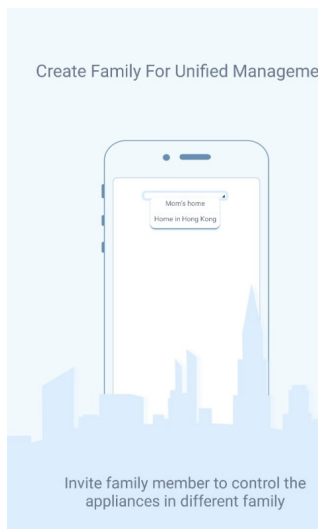 Create Family For Unified Manageme
Mom's home
Home in Hong Kong
Invite family member to control the
appliances in different family